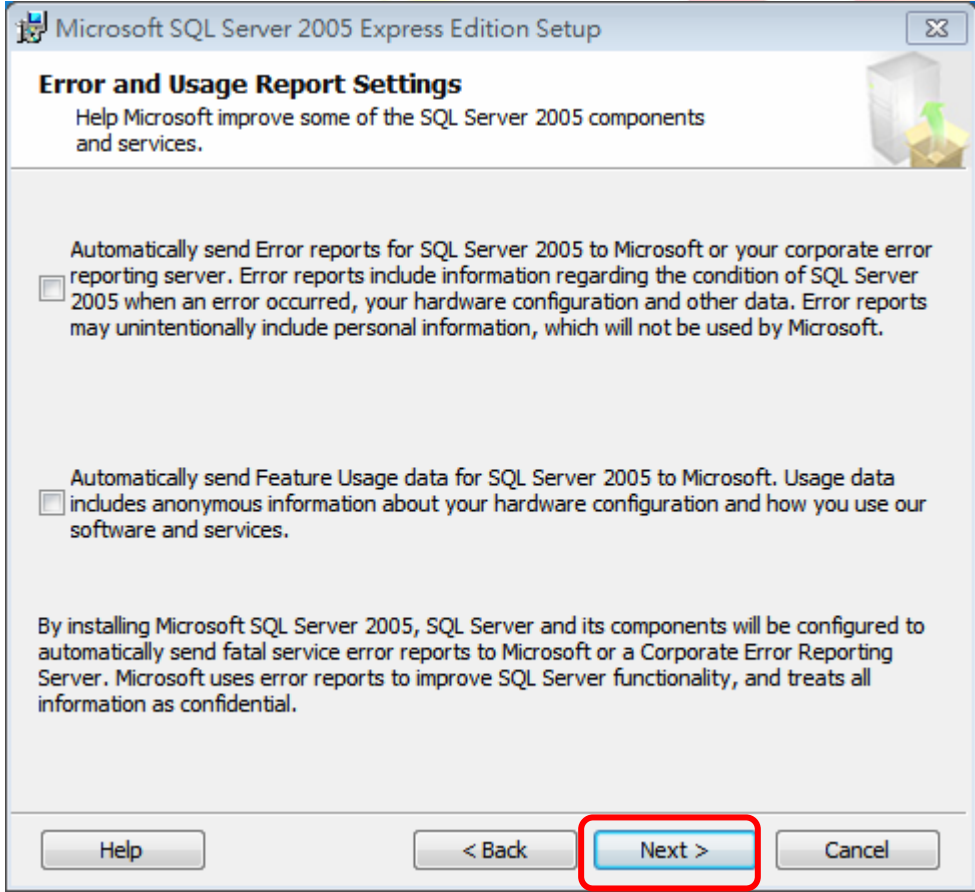 Microsoft SQL Server 2005 Express Edition Setup
Error and Usage Report Settings
Help Microsoft improve some of the SQL Server 2005 components
and services.
Automatically send Error reports for SQL Server 2005 to Microsoft or your corporate error
reporting server. Error reports include information regarding the condition of SQL Server
2005 when an error occurred, your hardware configuration and other data. Error reports
may unintentionally include personal information, which will not be used by Microsoft.
Automatically send Feature Usage data for SQL Server 2005 to Microsoft. Usage data
includes anonymous information about your hardware configuration and how you use our
software and services.
By installing Microsoft SQL Server 2005, SQL Server and its components will be configured to
automatically send fatal service error reports to Microsoft or a Corporate Error Reporting
Server. Microsoft uses error reports to improve SQL Server functionality, and treats all
information as confidential.
Help
< Back
Next >
Cancel